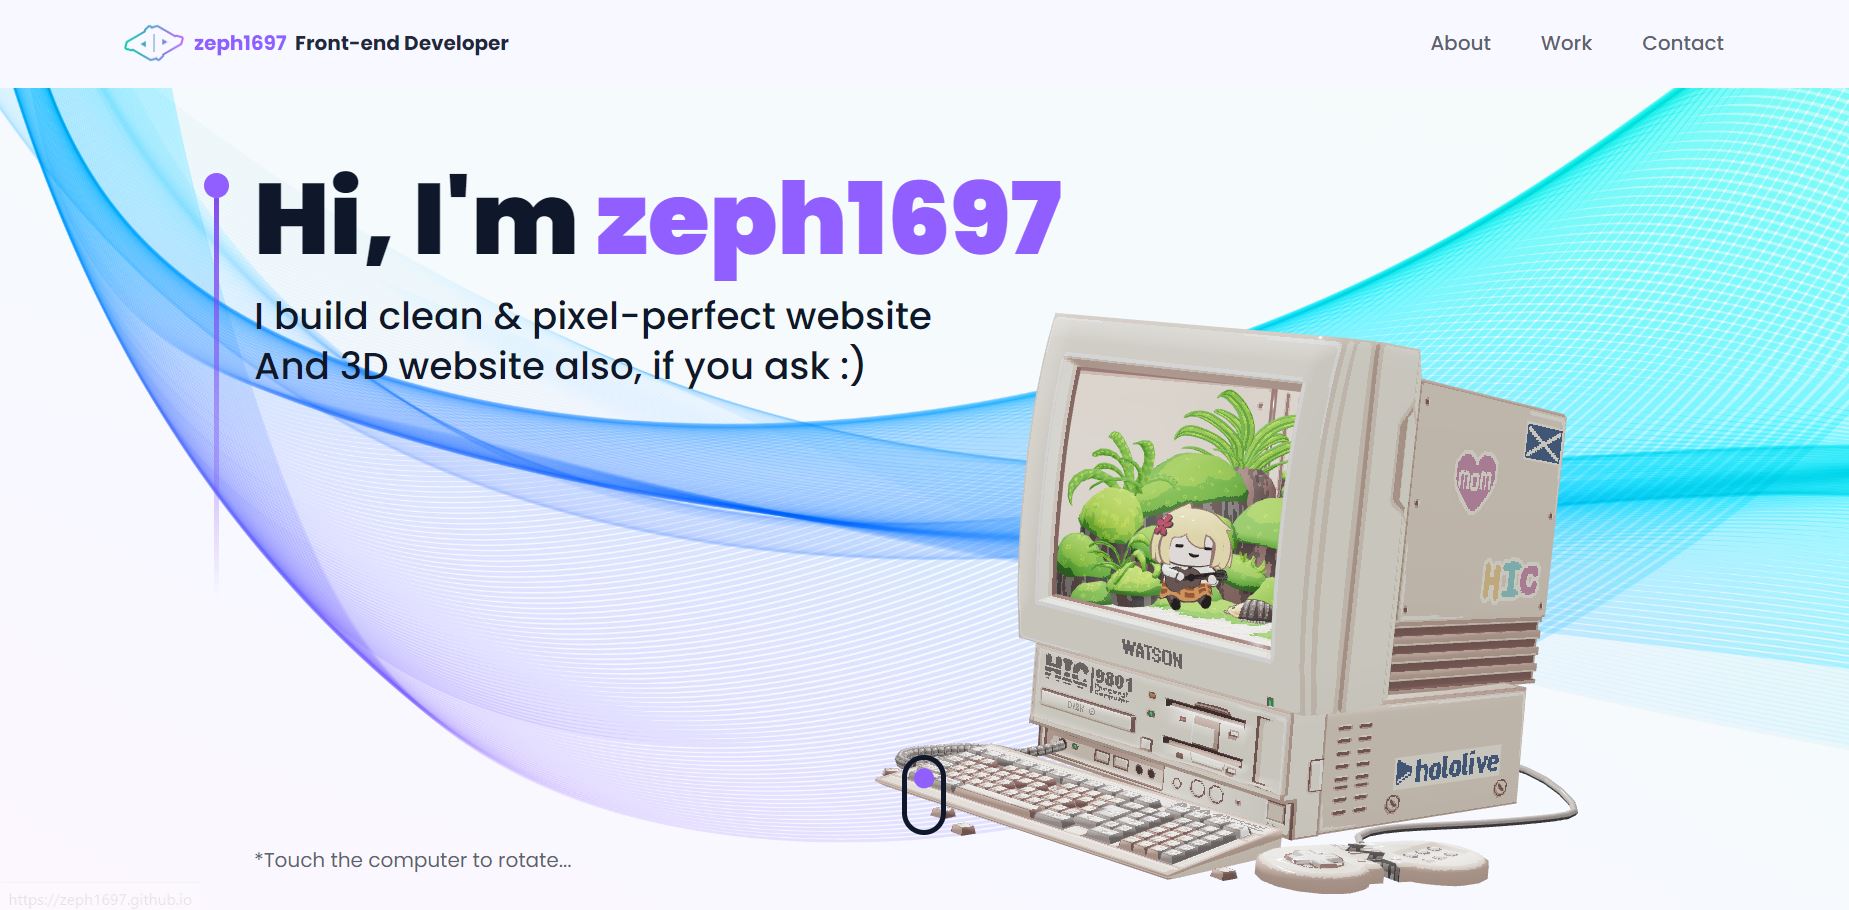 zeph1697 Front-end Developer
About Work Contact
Hi, I'm zeph1697
I build clean & pixel-perfect website
And 3D website also, if you ask :)
mom
HIC
WATSON
HIC 9801
DISK
hololive
*Touch the computer to rotate...
https://zeph1697.github.io